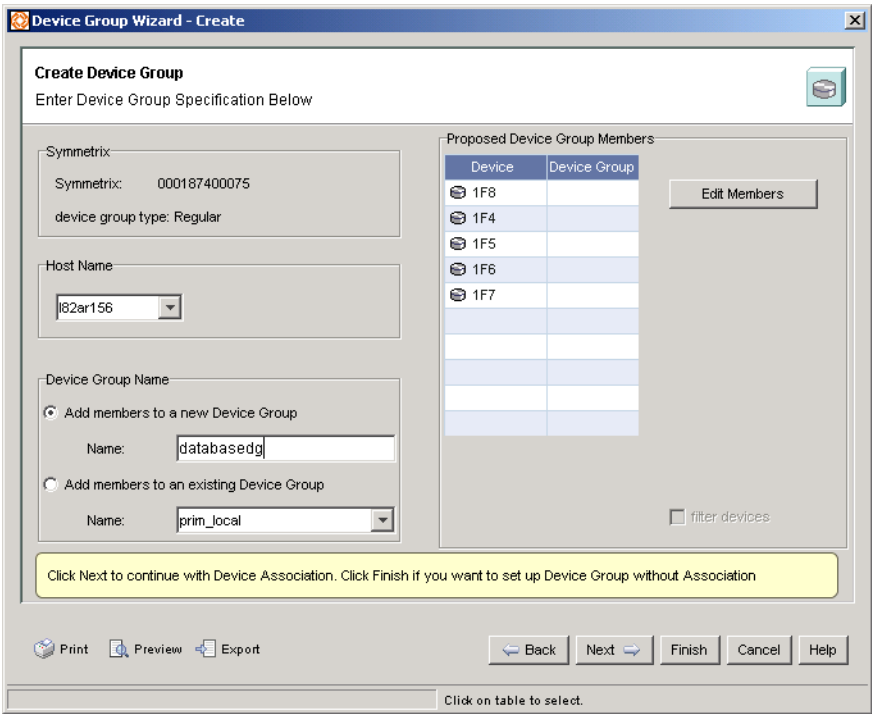 Device Group Wizard - Create
Create Device Group
Enter Device Group Specification Below
Symmetrix
Symmetrix: 000187400075
device group type: Regular
Host Name
l82ar156
Device Group Name
Add members to a new Device Group
Name: databasedg
Add members to an existing Device Group
Name: prim_local
Proposed Device Group Members
Device Device Group
1F8
1F4
1F5
1F6
1F7
Edit Members
filter devices
Click Next to continue with Device Association. Click Finish if you want to set up Device Group without Association
Print Preview Export Back Next Finish Cancel Help
Click on table to select.